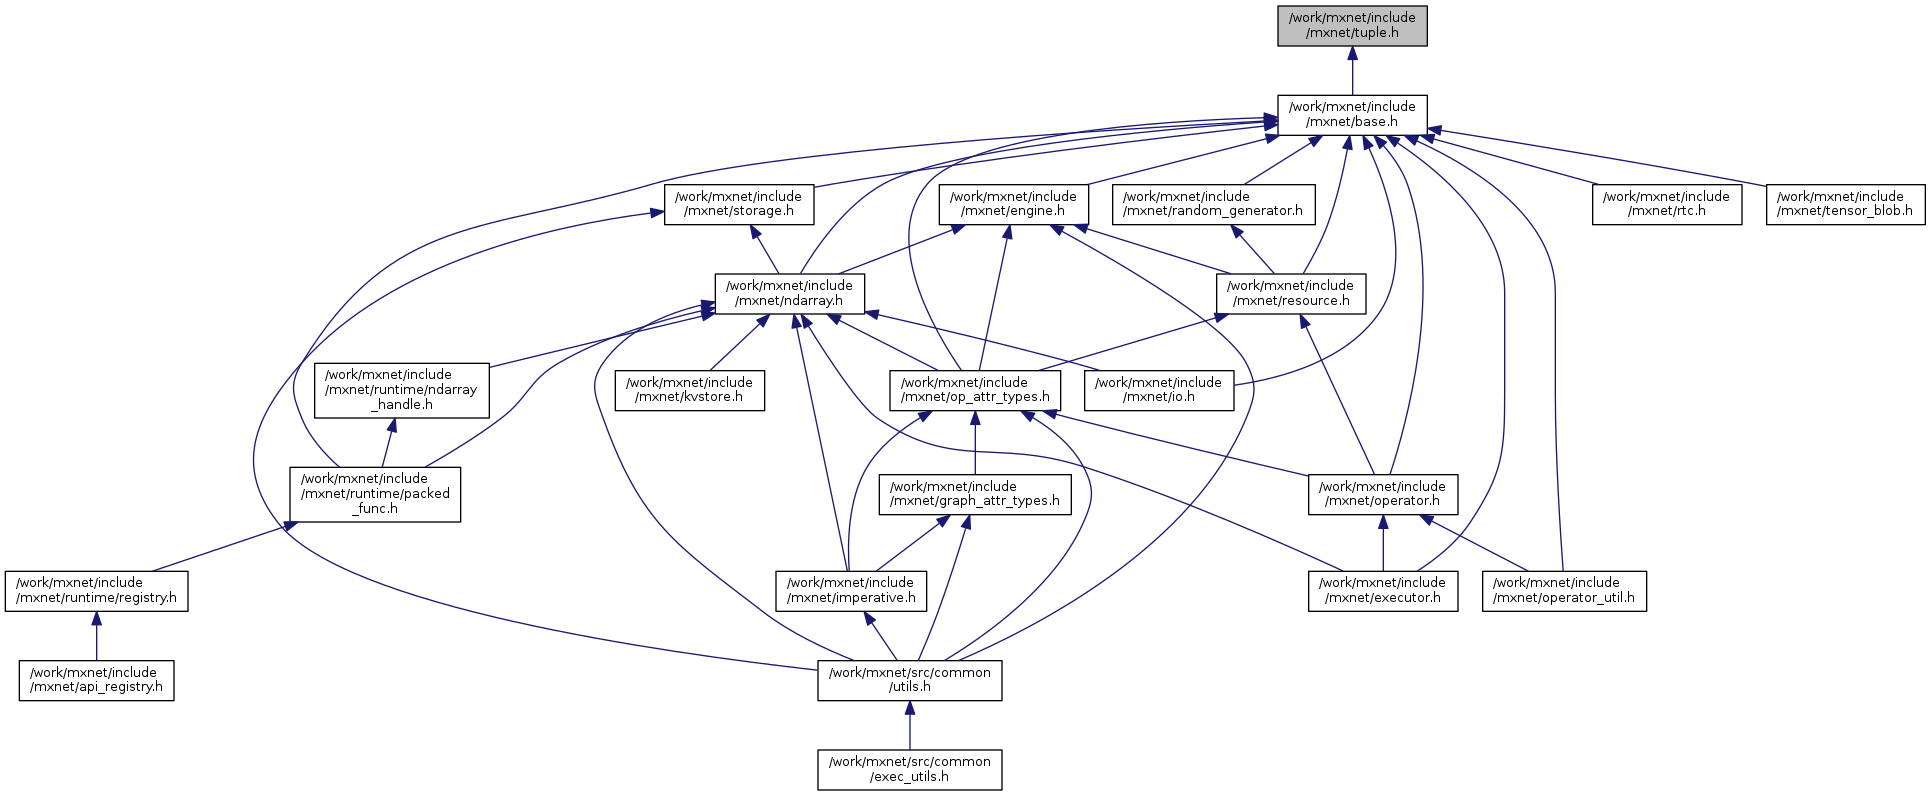 /work/mxnet/include
/mxnet/tuple.h
/work/mxnet/include
/mxnet/base.h
/work/mxnet/include
/mxnet/storage.h
/work/mxnet/include
/mxnet/engine.h
/work/mxnet/include
/mxnet/random_generator.h
/work/mxnet/include
/mxnet/rtc.h
/work/mxnet/include
/mxnet/tensor_blob.h
/work/mxnet/include
/mxnet/ndarray.h
/work/mxnet/include
/mxnet/resource.h
/work/mxnet/include
/mxnet/runtime/ndarray
_handle.h
/work/mxnet/include
/mxnet/kvstore.h
/work/mxnet/include
/mxnet/op_attr_types.h
/work/mxnet/include
/mxnet/io.h
/work/mxnet/include
/mxnet/runtime/packed
_func.h
/work/mxnet/include
/mxnet/graph_attr_types.h
/work/mxnet/include
/mxnet/operator.h
/work/mxnet/include
/mxnet/runtime/registry.h
/work/mxnet/include
/mxnet/imperative.h
/work/mxnet/include
/mxnet/executor.h
/work/mxnet/include
/mxnet/operator_util.h
/work/mxnet/include
/mxnet/api_registry.h
/work/mxnet/src/common
/utils.h
/work/mxnet/src/common
/exec_utils.h